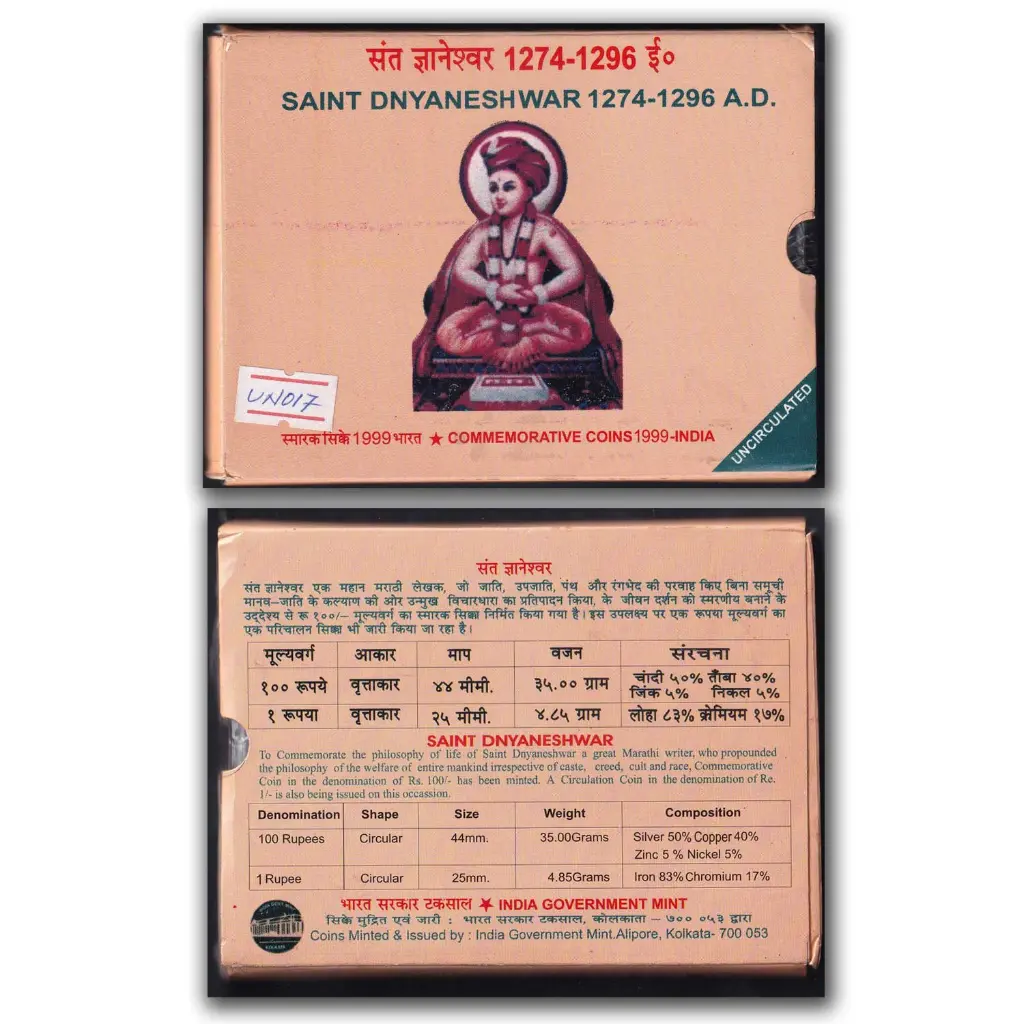 संत ज्ञानेश्वर 1274-1296 ई०
SAINT DNYANESHWAR 1274-1296 A.D.
UN017
UNCIRCULATED
स्मारक सिक्के 1999 भारत ★ COMMEMORATIVE COINS 1999-INDIA
संत ज्ञानेश्वर
संत ज्ञानेश्वर एक महान मराठी लेखक, जो जाति, उपजाति, पंथ और रंगभेद की परवाह किए बिना समूची
मानव-जाति के कल्याण की ओर उन्मुख विचारधारा का प्रतिपादन किया, के जीवन दर्शन को स्मरणीय बनाने के
उद्देश्य से रू १००/- मूल्यवर्ग का स्मारक सिक्का निर्मित किया गया है। इस उपलक्ष्य पर एक रूपया मूल्यवर्ग का
एक परिचालन सिक्का भी जारी किया जा रहा है।
मूल्यवर्ग आकार माप वजन संरचना
१०० रूपये वृत्ताकार ४४ मीमी. ३५.०० ग्राम चांदी ५०% ताँबा ४०%
जिंक ५% निकल ५%
१ रूपया वृत्ताकार २५ मीमी. ४.८५ ग्राम लोहा ८३% क्रोमियम १७%
SAINT DNYANESHWAR
To Commemorate the philosophy of life of Saint Dnyaneshwar a great Marathi writer, who propounded
the philosophy of the welfare of entire mankind irrespective of caste, creed, cult and race, Commemorative
Coin in the denomination of Rs. 100/- has been minted. A Circulation Coin in the denomination of Re.
1/- is also being issued on this occassion.
Denomination Shape Size Weight Composition
100 Rupees Circular 44mm. 35.00Grams Silver 50% Copper 40%
Zinc 5 % Nickel 5%
1 Rupee Circular 25mm. 4.85Grams Iron 83% Chromium 17%
भारत सरकार टकसाल ★ INDIA GOVERNMENT MINT
सिक्के मुद्रित एवं जारी : भारत सरकार टकसाल, कोलकाता - ७०० ०५३ द्वारा
Coins Minted & Issued by : India Government Mint.Alipore, Kolkata- 700 053
KOLKATA